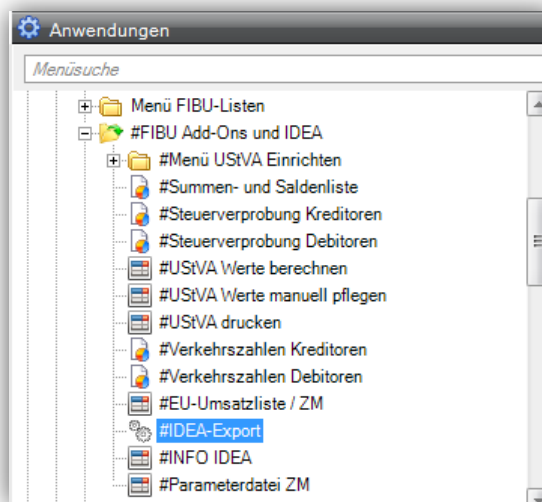 Anwendungen
Menüsuche
Menü FIBU-Listen
#FIBU Add-Ons und IDEA
#Menü UStVA Einrichten
#Summen- und Saldenliste
#Steuerverprobung Kreditoren
#Steuerverprobung Debitoren
#UStVA Werte berechnen
#UStVA Werte manuell pflegen
#UStVA drucken
#Verkehrszahlen Kreditoren
#Verkehrszahlen Debitoren
#EU-Umsatzliste / ZM
#IDEA-Export
#INFO IDEA
#Parameterdatei ZM